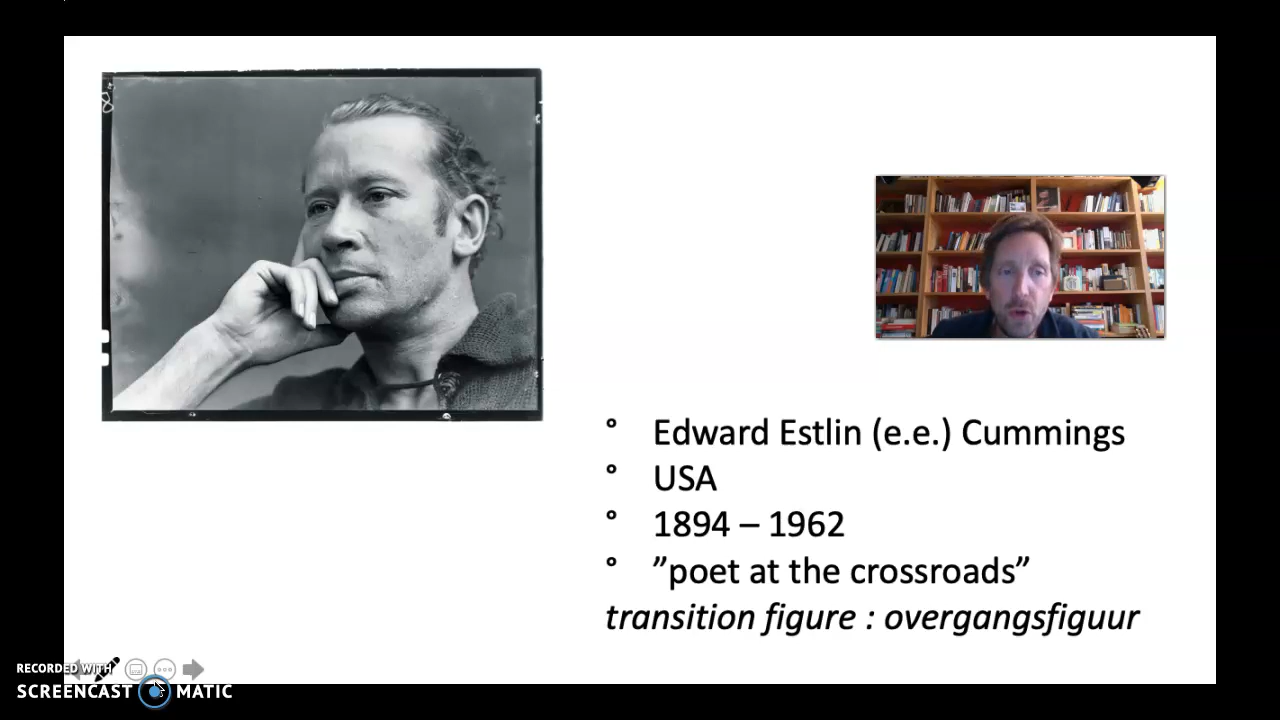 ° Edward Estlin (e.e.) Cummings
° USA
° 1894 – 1962
° ”poet at the crossroads”
transition figure : overgangsfiguur
RECORDED WITH
SCREENCAST MATIC